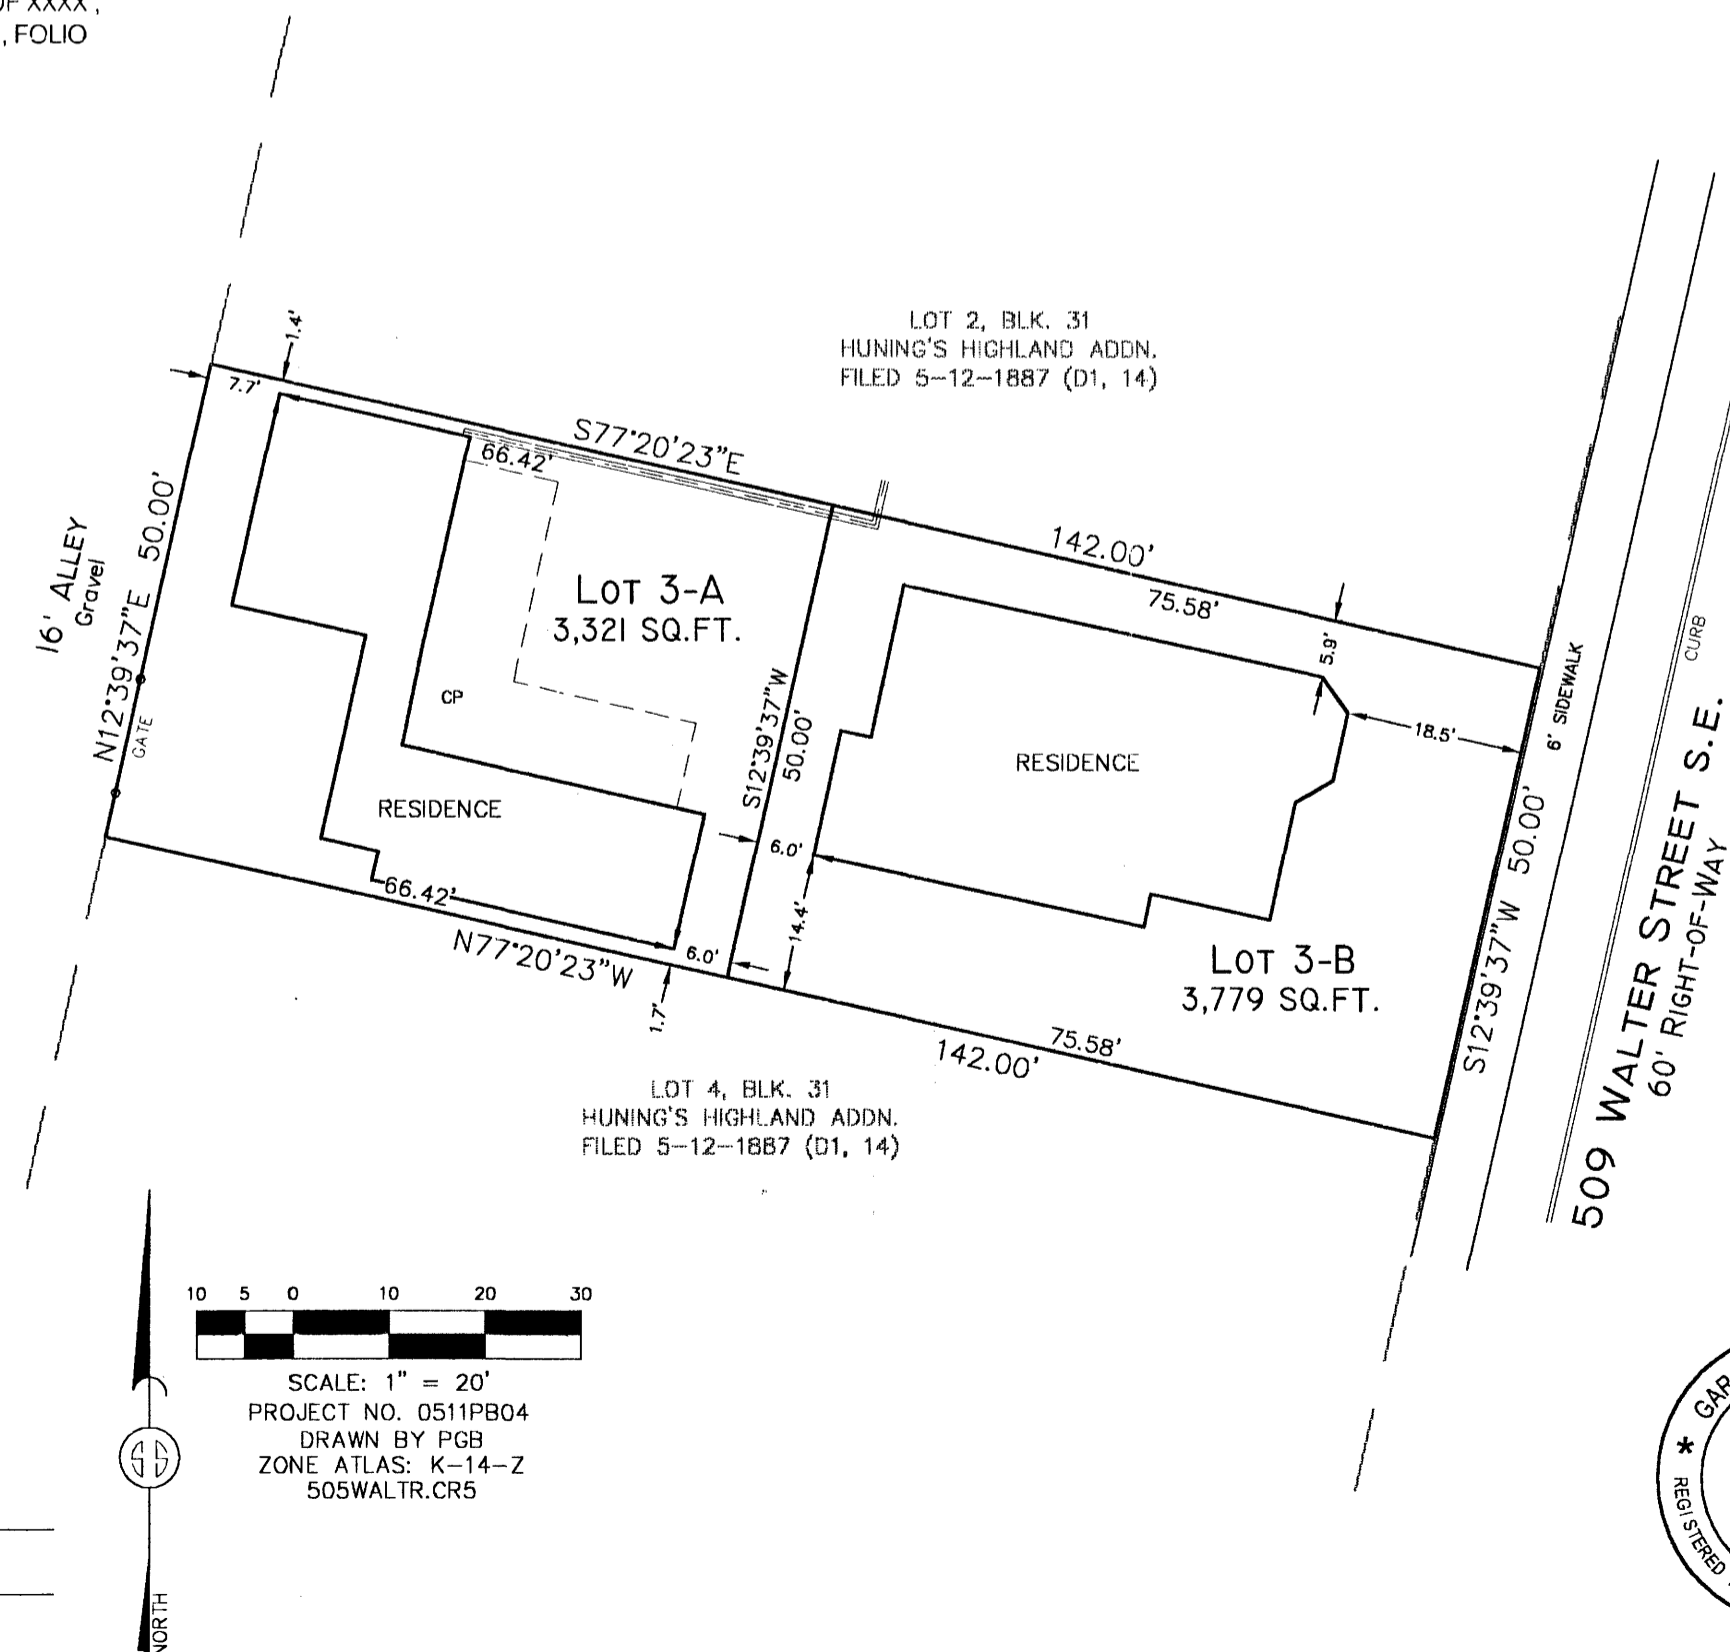 OF XXXX,
, FOLIO
LOT 2, BLK. 31
HUNING'S HIGHLAND ADDN.
FILED 5-12-1887 (D1, 14)
1.4'
7.7'
S77°20'23"E
66.42'
142.00'
75.58'
16' ALLEY
Gravel
N12°39'37"E 50.00'
GATE
LOT 3-A
3,321 SQ.FT.
CP
RESIDENCE
S12°39'37"W
50.00'
5.9'
RESIDENCE
18.5'
6' SIDEWALK
CURB
66.42'
N77°20'23"W
6.0'
6.0'
14.4'
1.7'
LOT 3-B
3,779 SQ.FT.
75.58'
142.00'
S12°39'37"W 50.00'
509 WALTER STREET S.E.
60' RIGHT-OF-WAY
LOT 4, BLK. 31
HUNING'S HIGHLAND ADDN.
FILED 5-12-1887 (D1, 14)
10 5 0 10 20 30
SCALE: 1" = 20'
PROJECT NO. 0511PB04
DRAWN BY PGB
ZONE ATLAS: K-14-Z
505WALTR.CR5
SS
NORTH
GAR
* REGISTERED